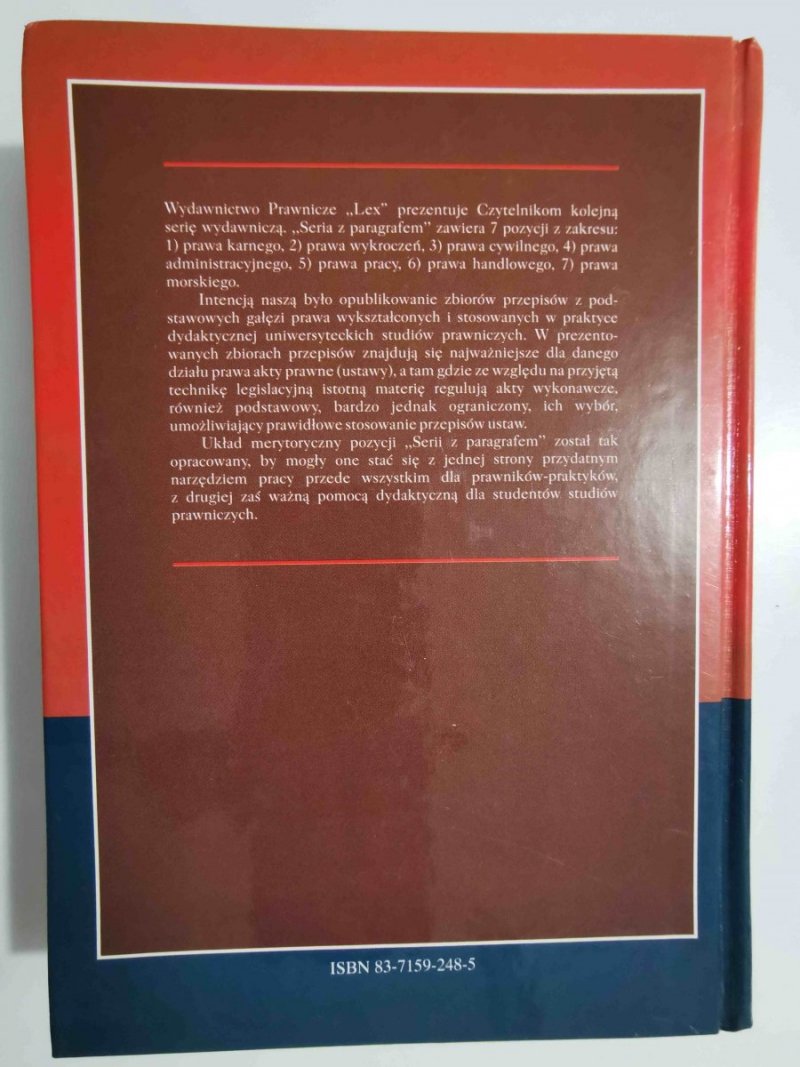 Wydawnictwo Prawnicze „Lex” prezentuje Czytelnikom kolejną
serię wydawniczą. „Seria z paragrafem” zawiera 7 pozycji z zakresu:
1) prawa karnego, 2) prawa wykroczeń, 3) prawa cywilnego, 4) prawa
administracyjnego, 5) prawa pracy, 6) prawa handlowego, 7) prawa
morskiego.
Intencją naszą było opublikowanie zbiorów przepisów z pod-
stawowych gałęzi prawa wykształconych i stosowanych w praktyce
dydaktycznej uniwersyteckich studiów prawniczych. W prezento-
wanych zbiorach przepisów znajdują się najważniejsze dla danego
działu prawa akty prawne (ustawy), a tam gdzie ze względu na przyjętą
technikę legislacyjną istotną materię regulują akty wykonawcze,
również podstawowy, bardzo jednak ograniczony, ich wybór,
umożliwiający prawidłowe stosowanie przepisów ustaw.
Układ merytoryczny pozycji „Serii z paragrafem” został tak
opracowany, by mogły one stać się z jednej strony przydatnym
narzędziem pracy przede wszystkim dla prawników-praktyków,
z drugiej zaś ważną pomocą dydaktyczną dla studentów studiów
prawniczych.
ISBN 83-7159-248-5